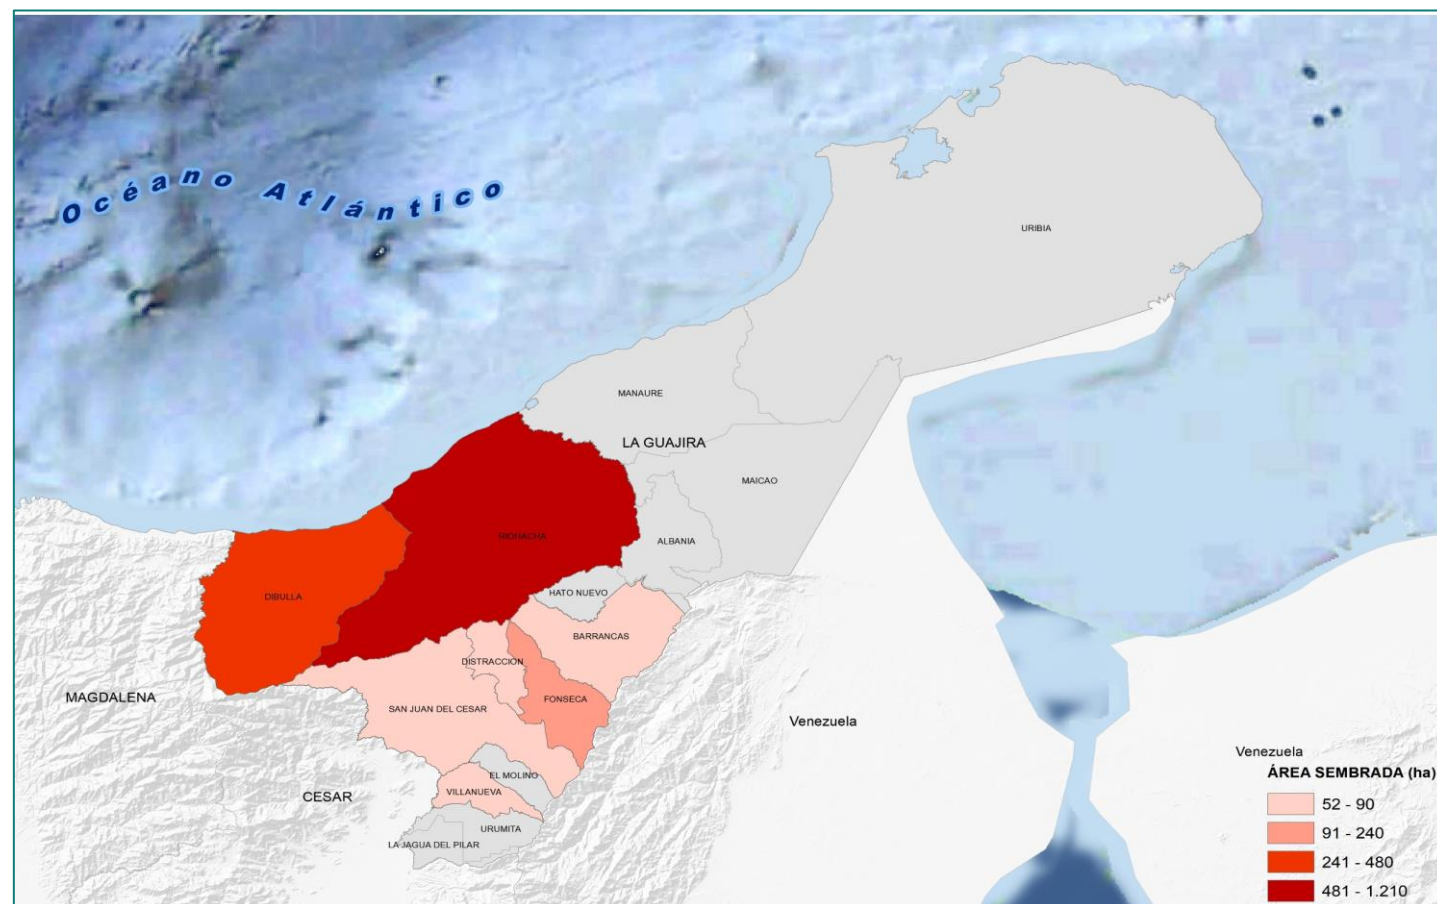 Océano Atlántico
URIBIA
MANAURE
LA GUAJIRA
MAICAO
RIOHACHA
ALBANIA
HATO NUEVO
DIBULLA
BARRANCAS
DISTRACCION
FONSECA
MAGDALENA
SAN JUAN DEL CESAR
Venezuela
EL MOLINO
VILLANUEVA
CESAR
URUMITA
LA JAGUA DEL PILAR
Venezuela
ÁREA SEMBRADA (ha)
52 - 90
91 - 240
241 - 480
481 - 1.210